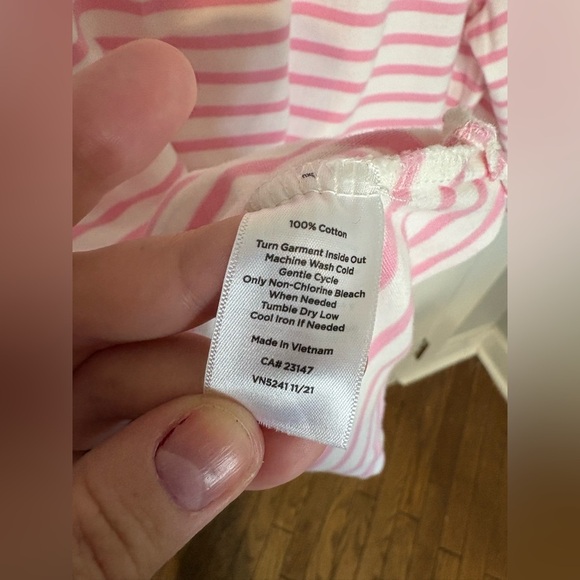 100% Cotton
Turn Garment Inside Out
Machine Wash Cold
Gentle Cycle
Only Non-Chlorine Bleach
When Needed
Tumble Dry Low
Cool Iron If Needed
Made In Vietnam
CA# 23147
VN5241 11/21